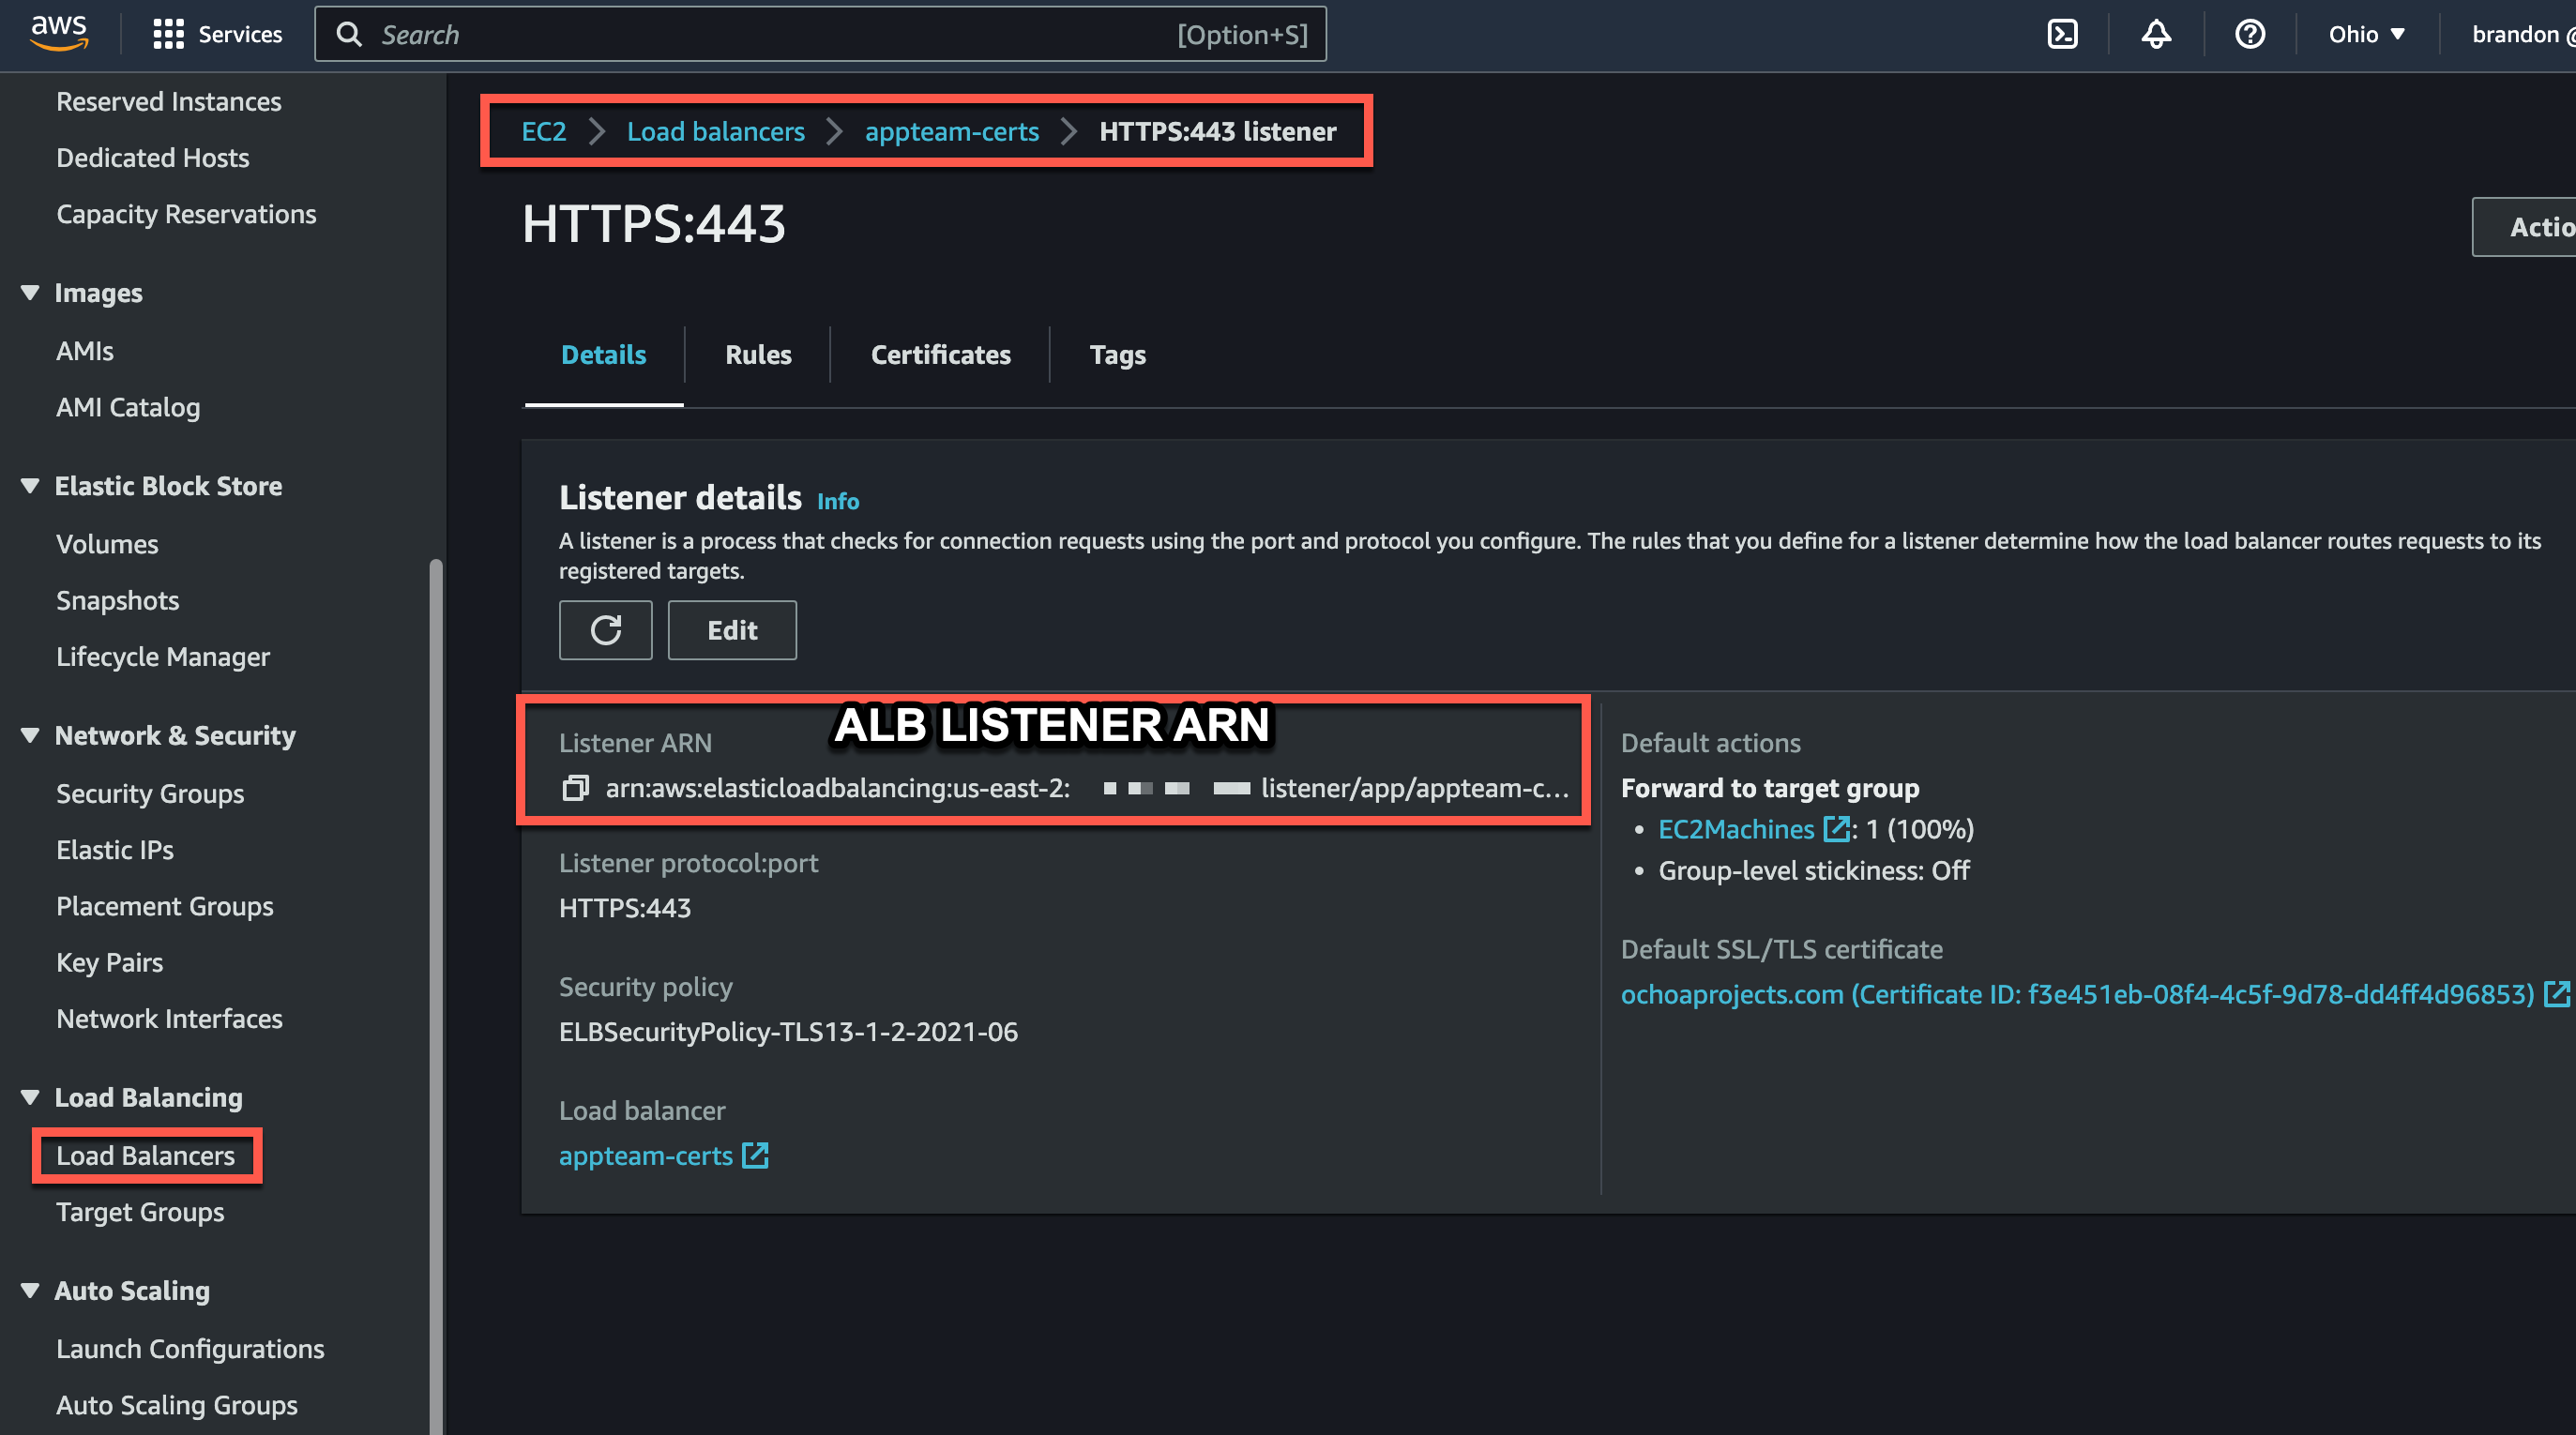 aws
Services
Search
[Option+S]
Ohio
brandon @
Reserved Instances
Dedicated Hosts
Capacity Reservations
Images
AMIs
AMI Catalog
Elastic Block Store
Volumes
Snapshots
Lifecycle Manager
Network & Security
Security Groups
Elastic IPs
Placement Groups
Key Pairs
Network Interfaces
Load Balancing
Load Balancers
Target Groups
Auto Scaling
Launch Configurations
Auto Scaling Groups
EC2 > Load balancers > appteam-certs > HTTPS:443 listener
HTTPS:443
Actio
Details
Rules
Certificates
Tags
Listener details Info
A listener is a process that checks for connection requests using the port and protocol you configure. The rules that you define for a listener determine how the load balancer routes requests to its
registered targets.
Edit
ALB LISTENER ARN
Listener ARN
arn:aws:elasticloadbalancing:us-east-2: listener/app/appteam-c...
Listener protocol:port
HTTPS:443
Security policy
ELBSecurityPolicy-TLS13-1-2-2021-06
Load balancer
appteam-certs
Default actions
Forward to target group
• EC2Machines : 1 (100%)
• Group-level stickiness: Off
Default SSL/TLS certificate
ochoaprojects.com (Certificate ID: f3e451eb-08f4-4c5f-9d78-dd4ff4d96853)